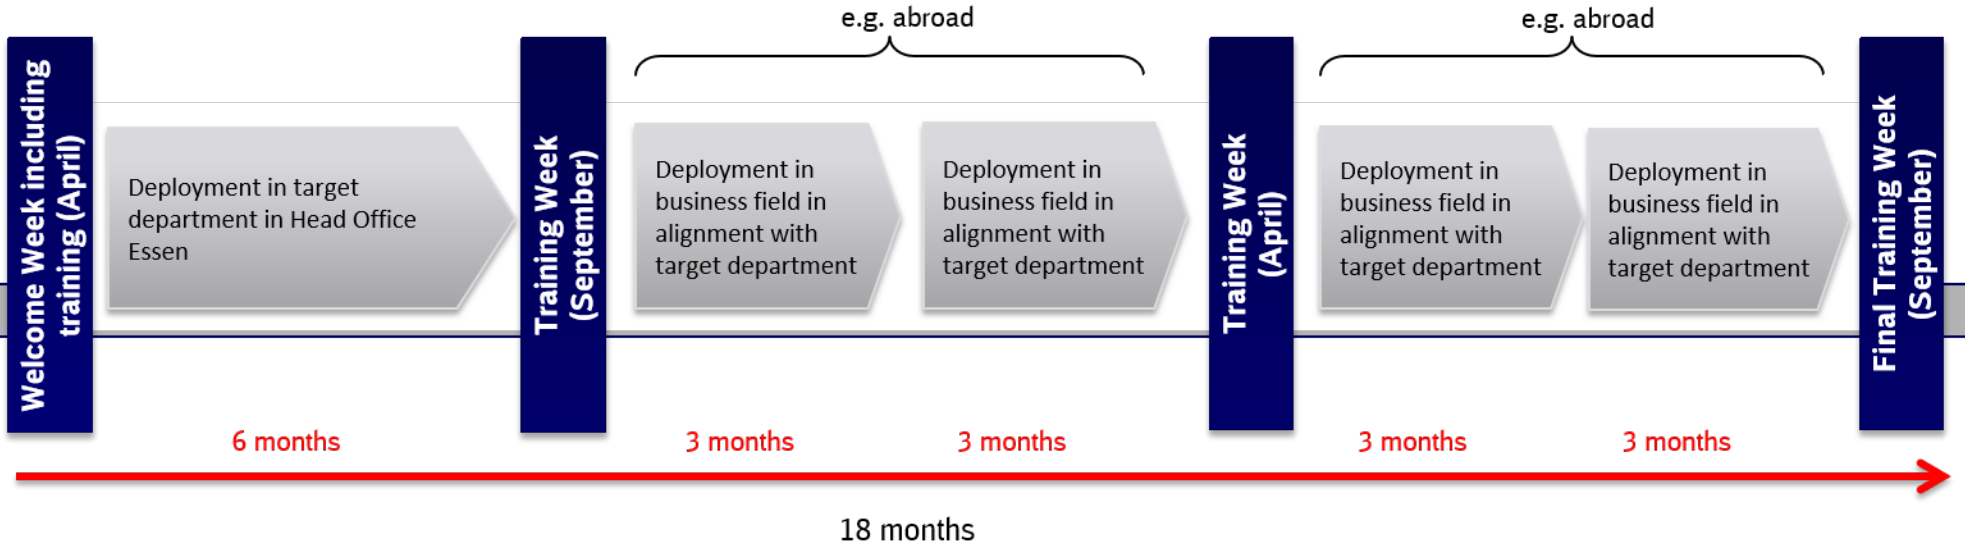 e.g. abroad
e.g. abroad
Welcome Week including
training (April)
Deployment in target
department in Head Office
Essen
Training Week
(September)
Deployment in
business field in
alignment with
target department
Deployment in
business field in
alignment with
target department
Training Week
(April)
Deployment in
business field in
alignment with
target department
Deployment in
business field in
alignment with
target department
Final Training Week
(September)
6 months
3 months
3 months
3 months
3 months
18 months